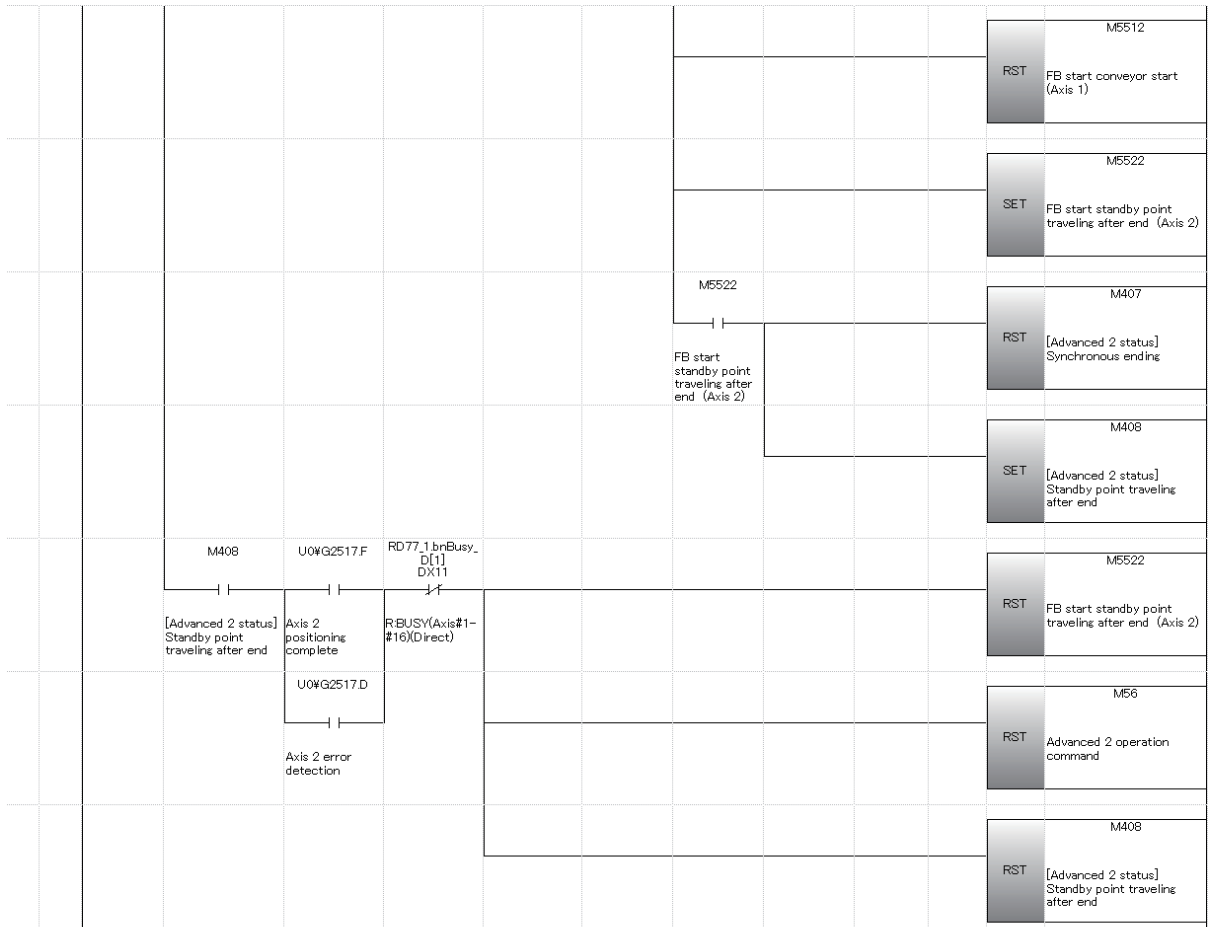 M5512
RST
FB start conveyor start
(Axis 1)
M5522
SET
FB start standby point
traveling after end (Axis 2)
M5522
FB start
standby point
traveling after
end (Axis 2)
M407
RST
[Advanced 2 status]
Synchronous ending
M408
SET
[Advanced 2 status]
Standby point traveling
after end
M408
[Advanced 2 status]
Standby point
traveling after end
U0¥G2517.F
Axis 2
positioning
complete
RD77_1.bnBusy_
D[1]
DX11
R:BUSY(Axis#1-
#16)(Direct)
M5522
RST
FB start standby point
traveling after end (Axis 2)
U0¥G2517.D
Axis 2 error
detection
M56
RST
Advanced 2 operation
command
M408
RST
[Advanced 2 status]
Standby point traveling
after end